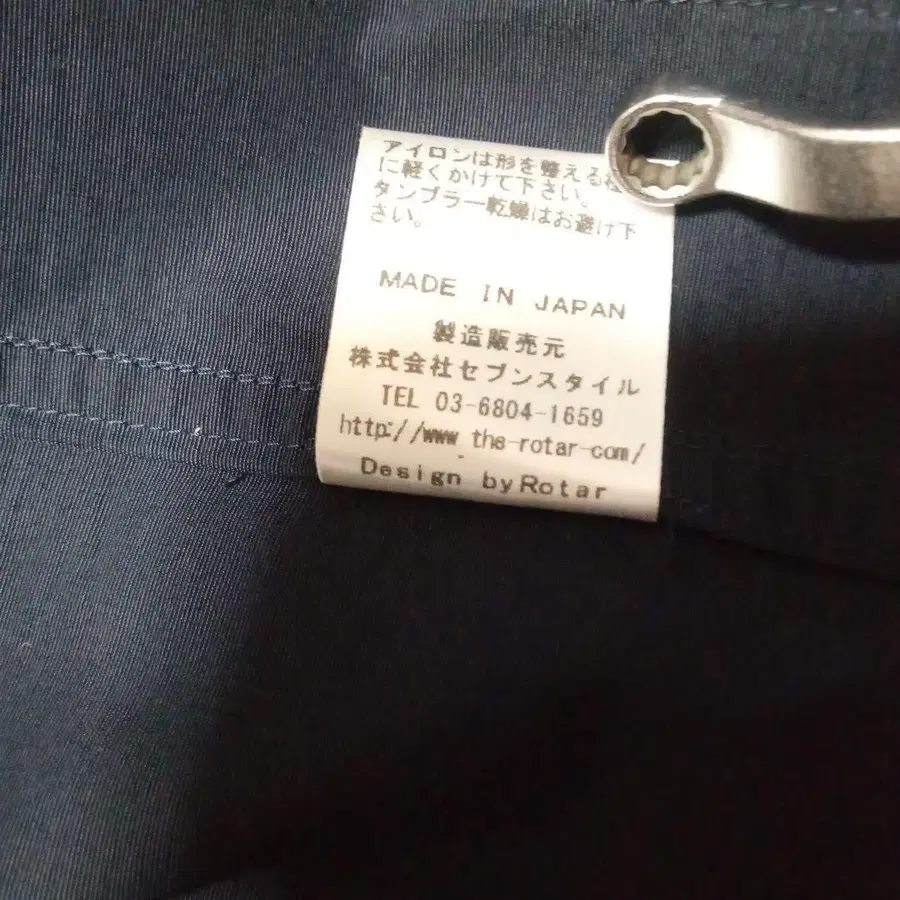 アイロンは形を整える程
に軽くかけて下さい。
タンブラー乾燥はお避け下
さい。
MADE IN JAPAN
製造販売元
株式会社セブンスタイル
TEL 03-6804-1659
http://www.the-rotar-com/
Design byRotar